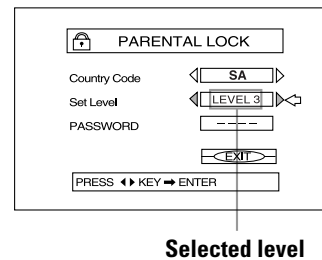 PARENTAL LOCK
Country Code SA
Set Level LEVEL 3
PASSWORD – – – –
EXIT
PRESS ◀ ▶ KEY ➡ ENTER
Selected level